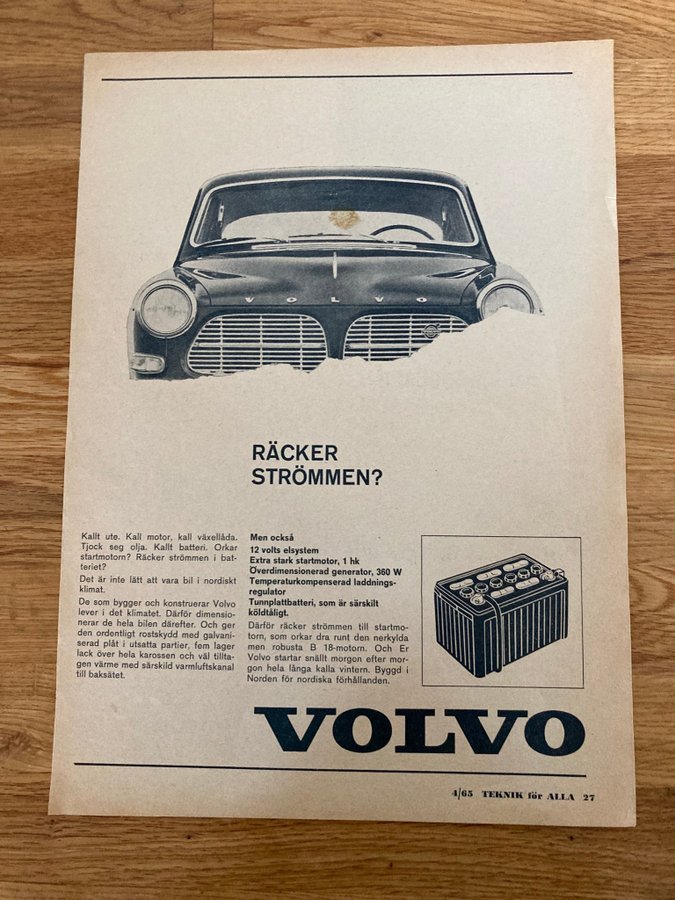 VOLVO
RÄCKER
STRÖMMEN?
Kallt ute. Kall motor, kall växellåda.
Tjock seg olja. Kallt batteri. Orkar
startmotorn? Räcker strömmen i bat-
teriet?
Det är inte lätt att vara bil i nordiskt
klimat.
De som bygger och konstruerar Volvo
lever i det klimatet. Därför dimensio-
nerar de hela bilen därefter. Och ger
den ordentligt rostskydd med galvani-
serad plåt i utsatta partier, fem lager
lack över hela karossen och väl tillta-
gen värme med särskild varmluftskanal
till baksätet.
Men också
12 volts elsystem
Extra stark startmotor, 1 hk
Överdimensionerad generator, 360 W
Temperaturkompenserad laddnings-
regulator
Tunnplattbatteri, som är särskilt
köldtåligt.
Därför räcker strömmen till startmo-
torn, som orkar dra runt den nerkylda
men robusta B 18-motorn. Och Er
Volvo startar snällt morgon efter mor-
gon hela långa kalla vintern. Byggd i
Norden för nordiska förhållanden.
VOLVO
4/65 TEKNIK för ALLA 27